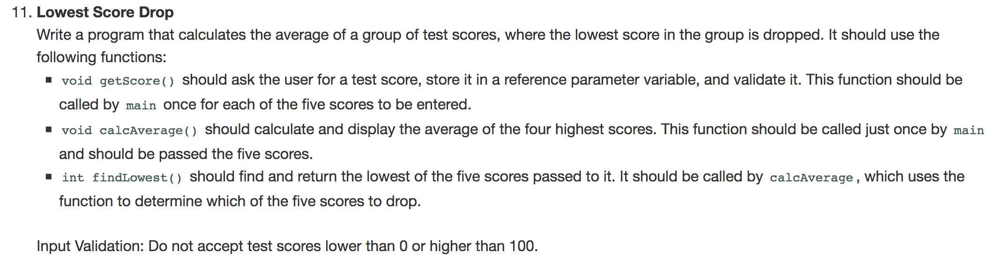 11. Lowest Score Drop
Write a program that calculates the average of a group of test scores, where the lowest score in the group is dropped. It should use the
following functions:
▪ void getScore() should ask the user for a test score, store it in a reference parameter variable, and validate it. This function should be
called by main once for each of the five scores to be entered.
▪ void calcAverage() should calculate and display the average of the four highest scores. This function should be called just once by main
and should be passed the five scores.
▪ int findLowest() should find and return the lowest of the five scores passed to it. It should be called by calcAverage, which uses the
function to determine which of the five scores to drop.
Input Validation: Do not accept test scores lower than 0 or higher than 100.